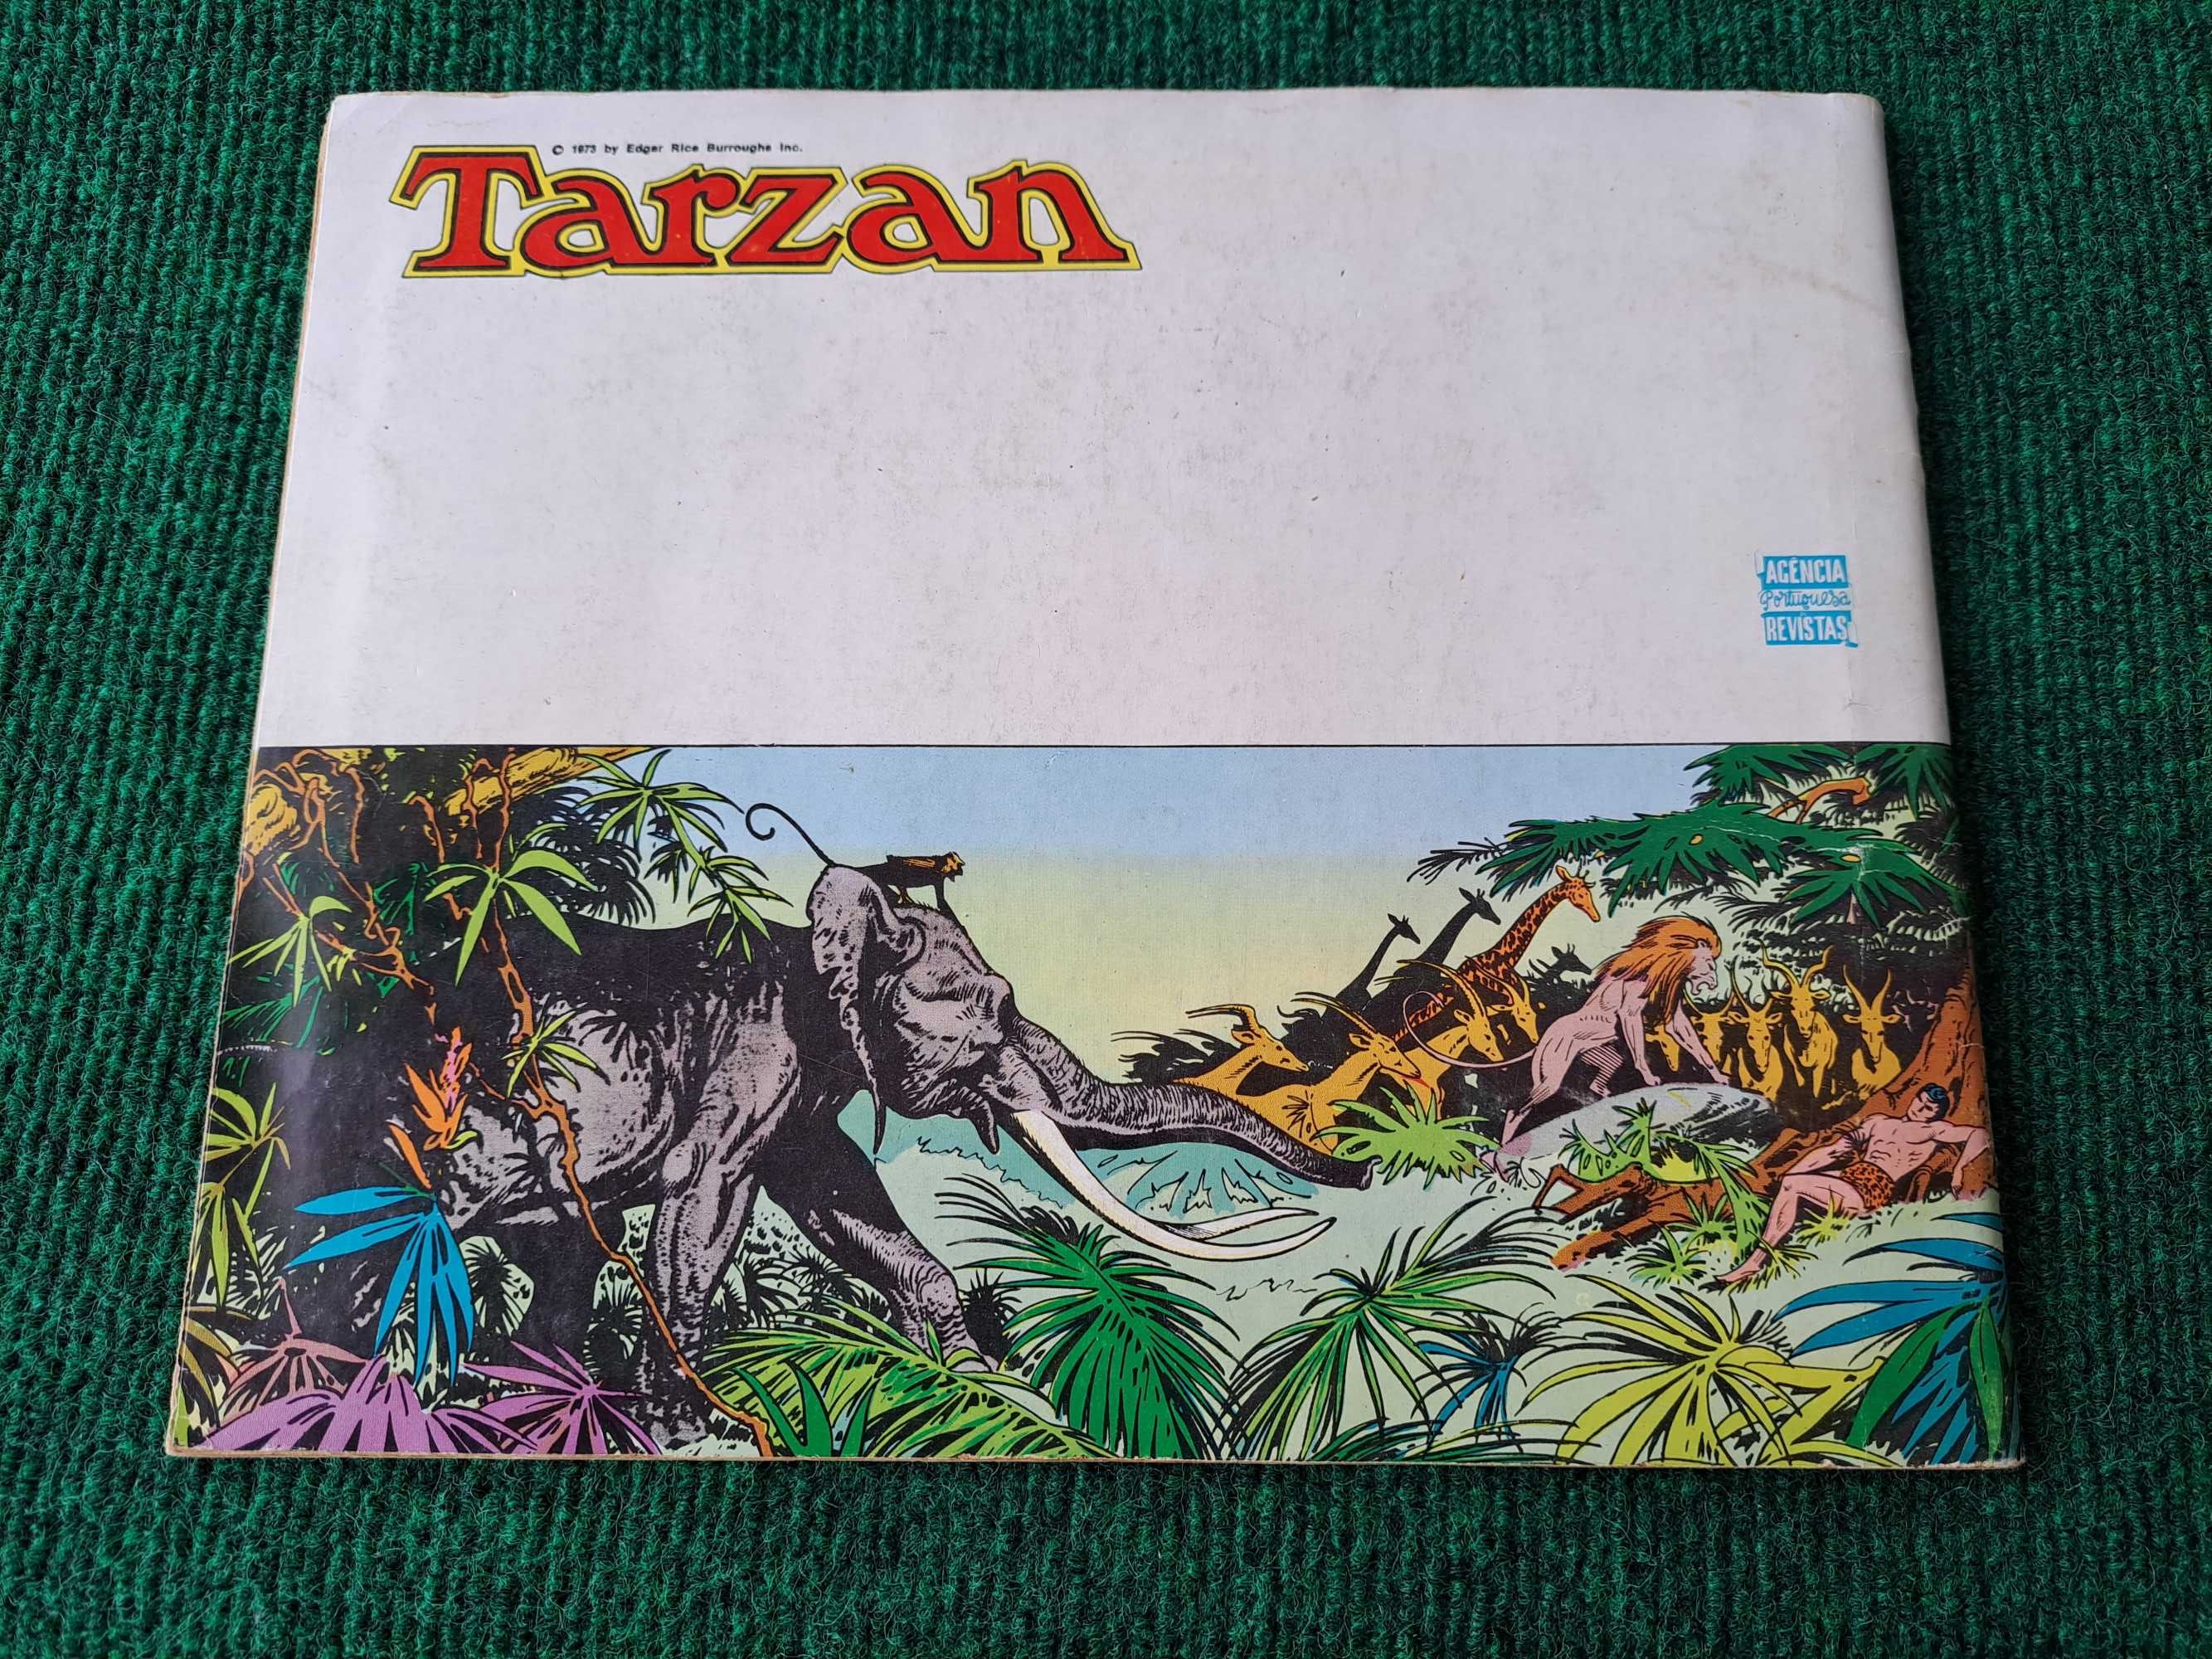 © 1973 by Edgar Rice Burroughs Inc.
Tarzan
AGÊNCIA
Portuguesa
REVISTAS